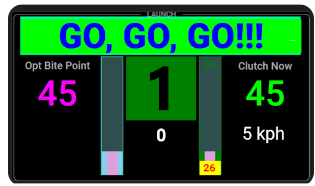 LAUNCH
GO, GO, GO!!!
Opt Bite Point
45
1
0
Clutch Now
45
5 kph
26